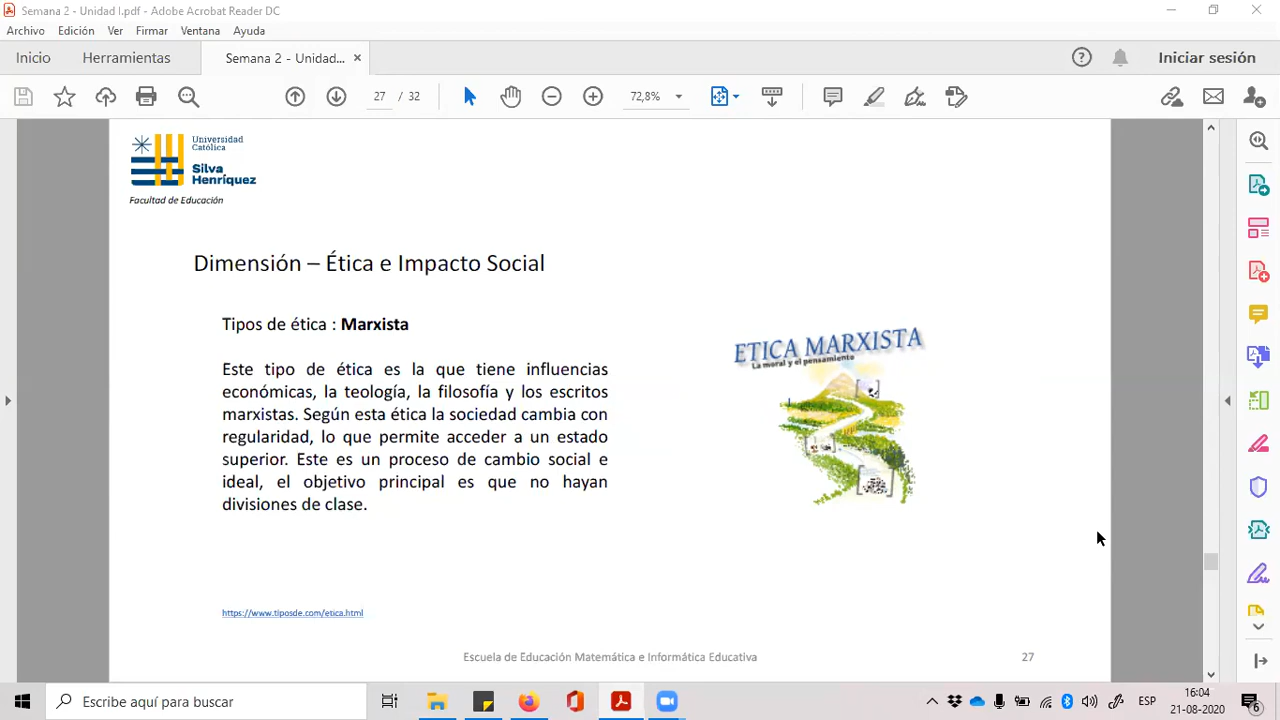 Semana 2 - Unidad I.pdf - Adobe Acrobat Reader DC
Archivo Edición Ver Firmar Ventana Ayuda
Inicio Herramientas Semana 2 - Unidad... × Iniciar sesión
27 / 32 72,8%
Universidad
Católica
Silva
Henríquez
Facultad de Educación
Dimensión – Ética e Impacto Social
Tipos de ética : Marxista
Este tipo de ética es la que tiene influencias
económicas, la teología, la filosofía y los escritos
marxistas. Según esta ética la sociedad cambia con
regularidad, lo que permite acceder a un estado
superior. Este es un proceso de cambio social e
ideal, el objetivo principal es que no hayan
divisiones de clase.
ETICA MARXISTA
La moral y el pensamiento
https://www.tiposde.com/etica.html
Escuela de Educación Matemática e Informática Educativa 27
Escribe aquí para buscar
ESP
16:04
21-08-2020
6